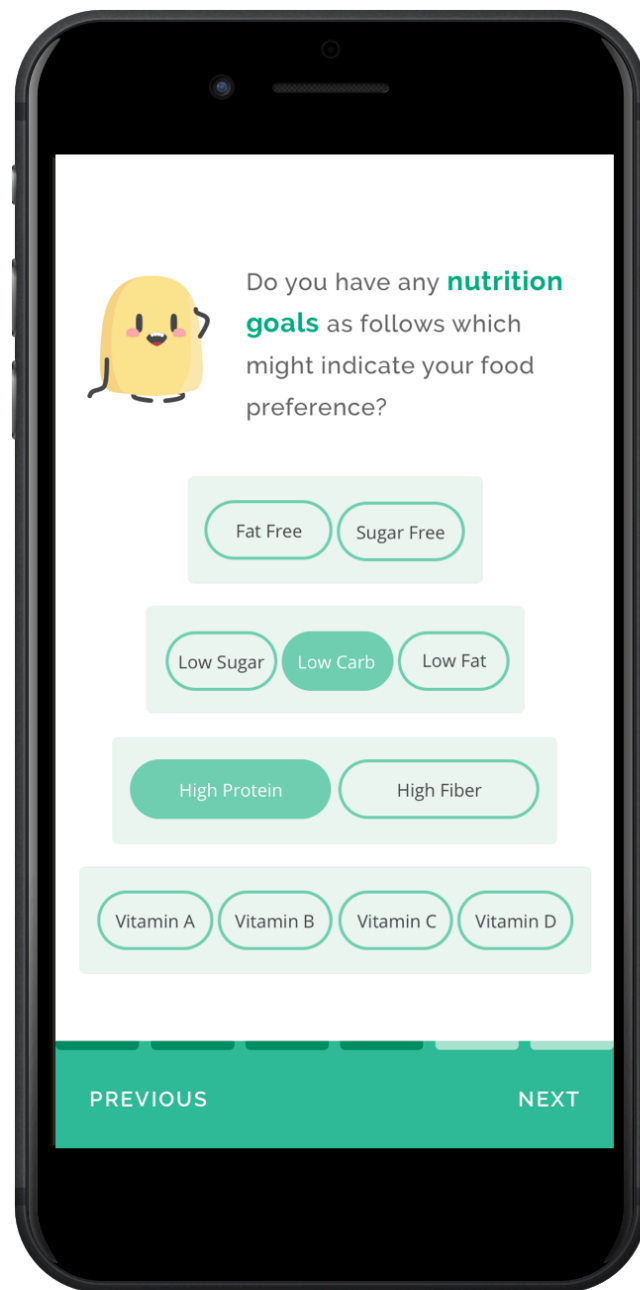 Do you have any nutrition
goals as follows which
might indicate your food
preference?
Fat Free Sugar Free
Low Sugar Low Carb Low Fat
High Protein High Fiber
Vitamin A Vitamin B Vitamin C Vitamin D
PREVIOUS NEXT